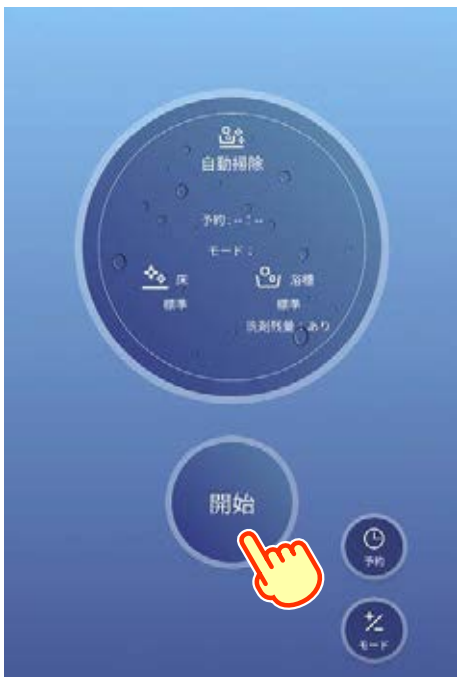 自動掃除
予約:--:--
モード:
床 浴槽
標準 標準
洗剤残量:あり
開始
予約
モード